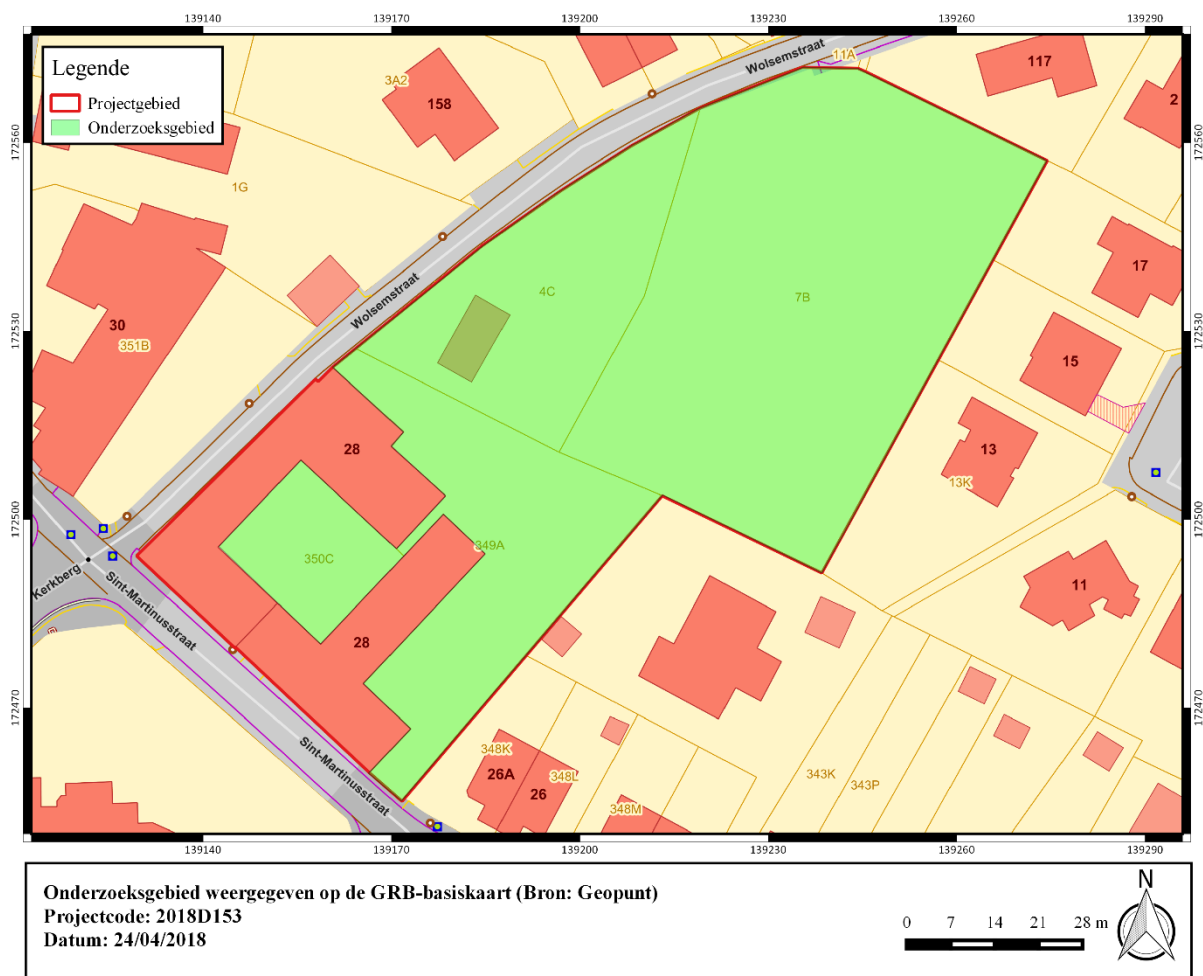 139140 139170 139200 139230 139260 139290
Legende
Projectgebied
Onderzoeksgebied
3A2
158
Wolsemstraat
11A
117
2
172560
172560
1G
17
30
351B
Wolsemstraat
4C
7B
172530
172530
15
28
13
13K
172500
172500
350C
349A
Kerkberg
Sint-Martinusstraat
11
28
172470
172470
Sint-Martinusstraat
348K
26A
348L
26
348M
343K
343P
139140 139170 139200 139230 139260 139290
Onderzoeksgebied weergegeven op de GRB-basiskaart (Bron: Geopunt)
Projectcode: 2018D153
Datum: 24/04/2018
0 7 14 21 28 m
N